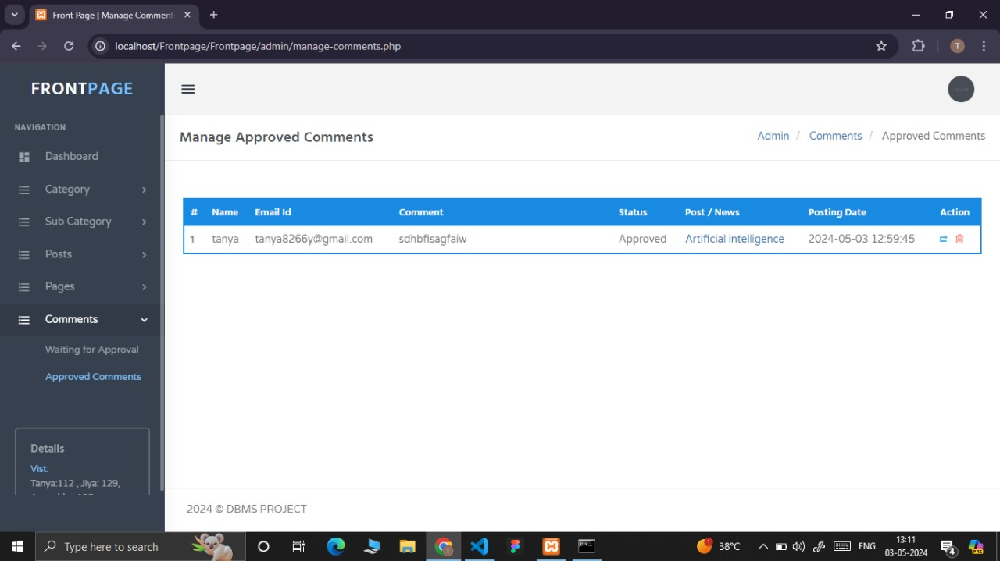 Front Page | Manage Comment
localhost/Frontpage/Frontpage/admin/manage-comments.php
T
FRONTPAGE
NAVIGATION
Dashboard
Category
Sub Category
Posts
Pages
Comments
Waiting for Approval
Approved Comments
Details
Vist:
Tanya:112 , Jiya: 129,
Manage Approved Comments
Admin / Comments / Approved Comments
# Name Email Id Comment Status Post / News Posting Date Action
1 tanya tanya8266y@gmail.com sdhbfisagfaiw Approved Artificial intelligence 2024-05-03 12:59:45
2024 © DBMS PROJECT
Type here to search
1 38°C ENG 13:11
03-05-2024 4